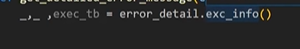 _,_ ,exec_tb = error_detail.exc_info()